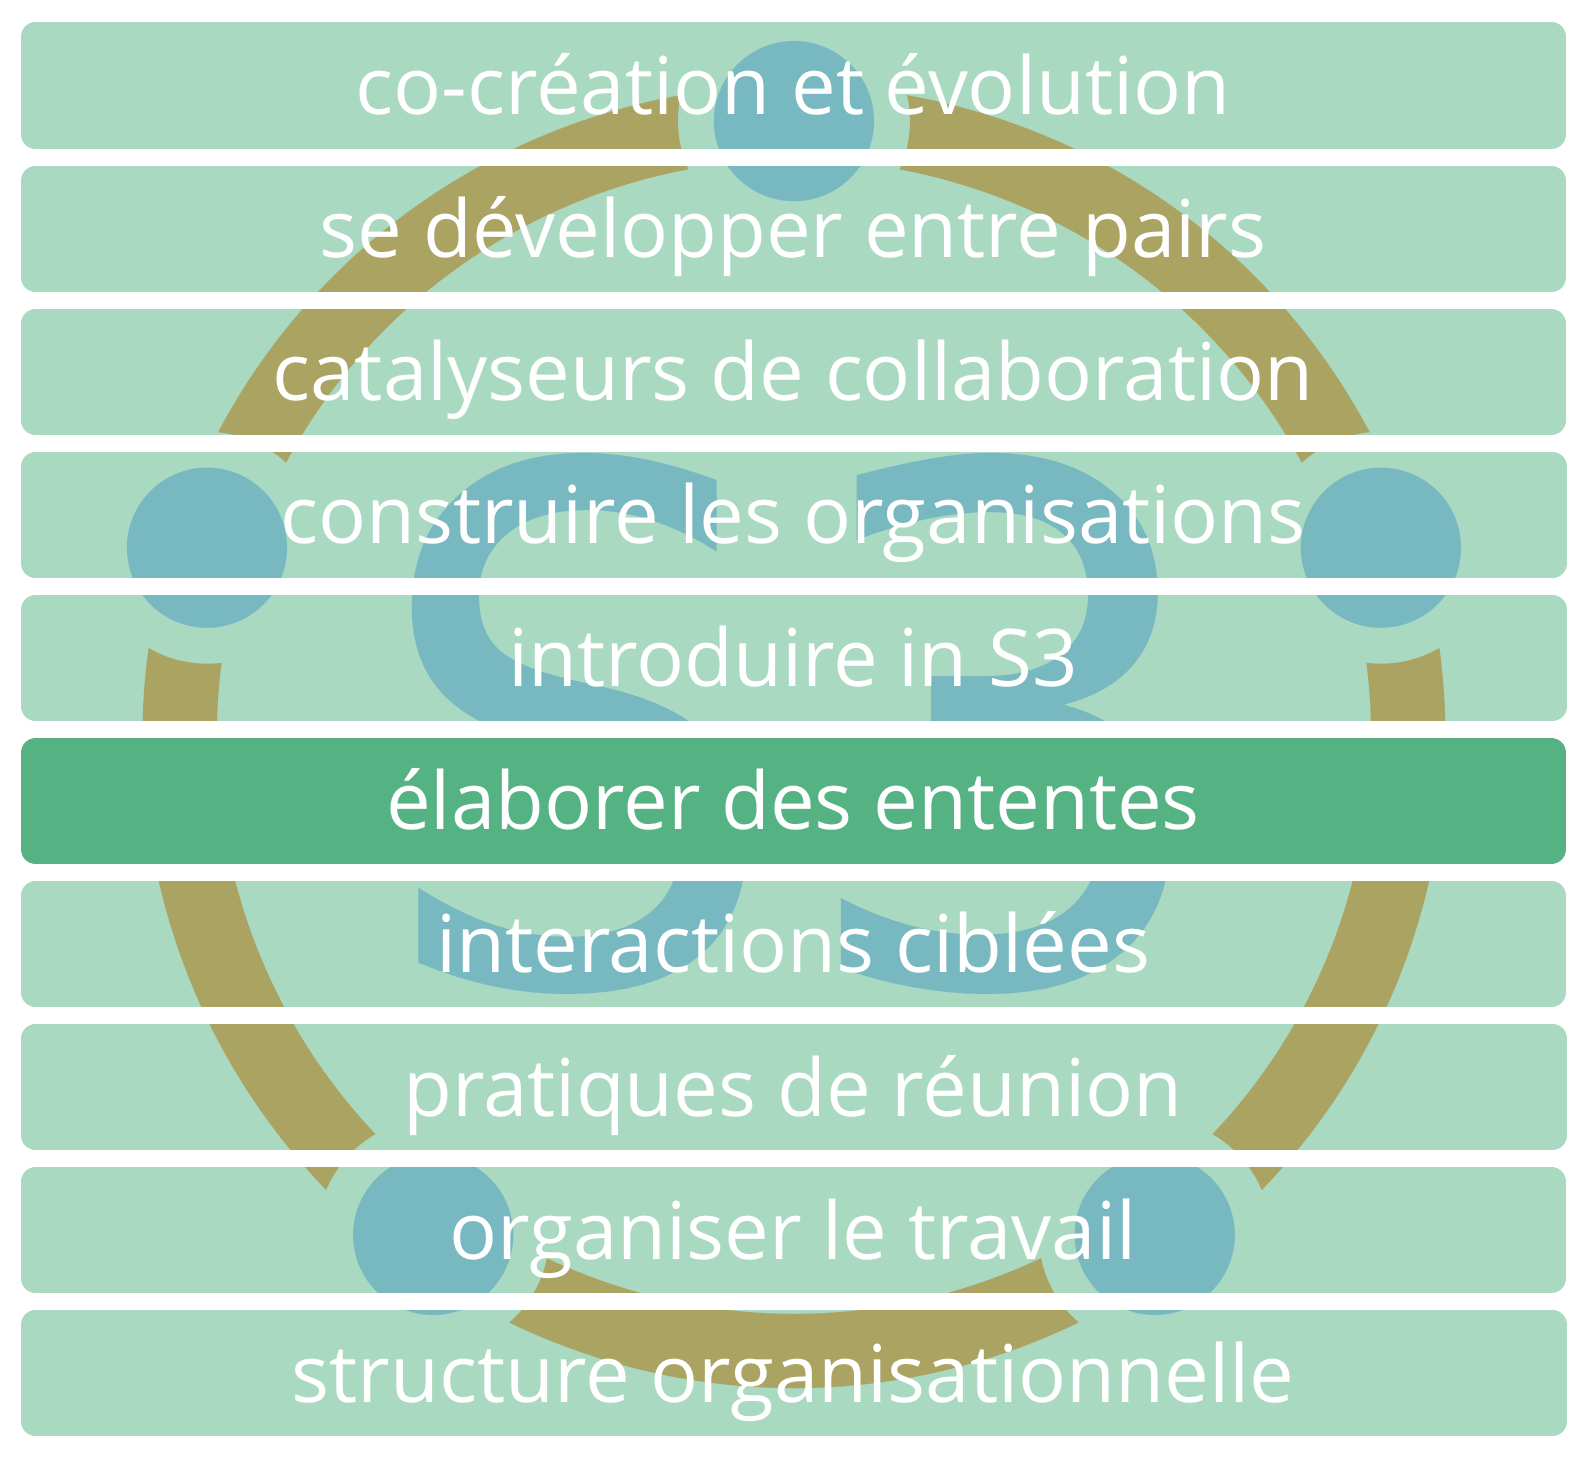 co-création et évolution
se développer entre pairs
catalyseurs de collaboration
construire les organisations
introduire in S3
élaborer des ententes
interactions ciblées
pratiques de réunion
organiser le travail
structure organisationnelle
S3